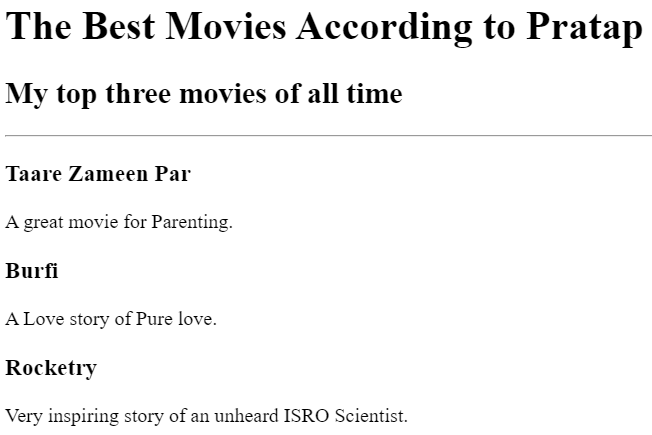 The Best Movies According to Pratap
My top three movies of all time
Taare Zameen Par
A great movie for Parenting.
Burfi
A Love story of Pure love.
Rocketry
Very inspiring story of an unheard ISRO Scientist.